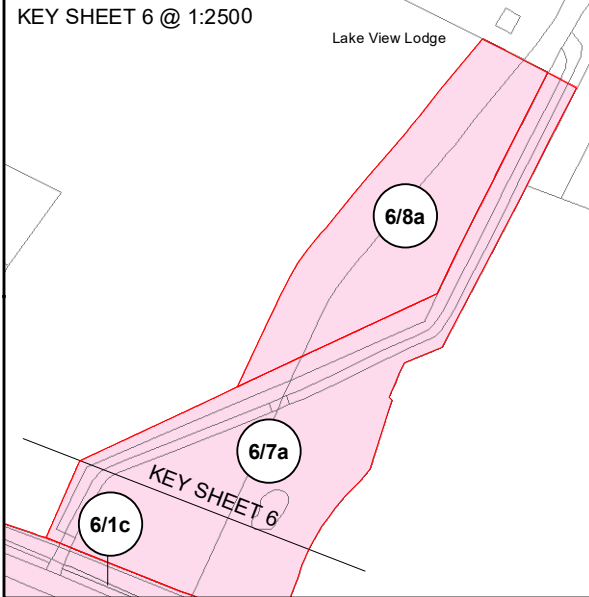 KEY SHEET 6 @ 1:2500
Lake View Lodge
6/8a
6/7a
KEY SHEET 6
6/1c